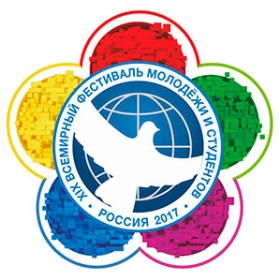 XIX ВСЕМИРНЫЙ ФЕСТИВАЛЬ МОЛОДЁЖИ И СТУДЕНТОВ
• РОССИЯ 2017 •